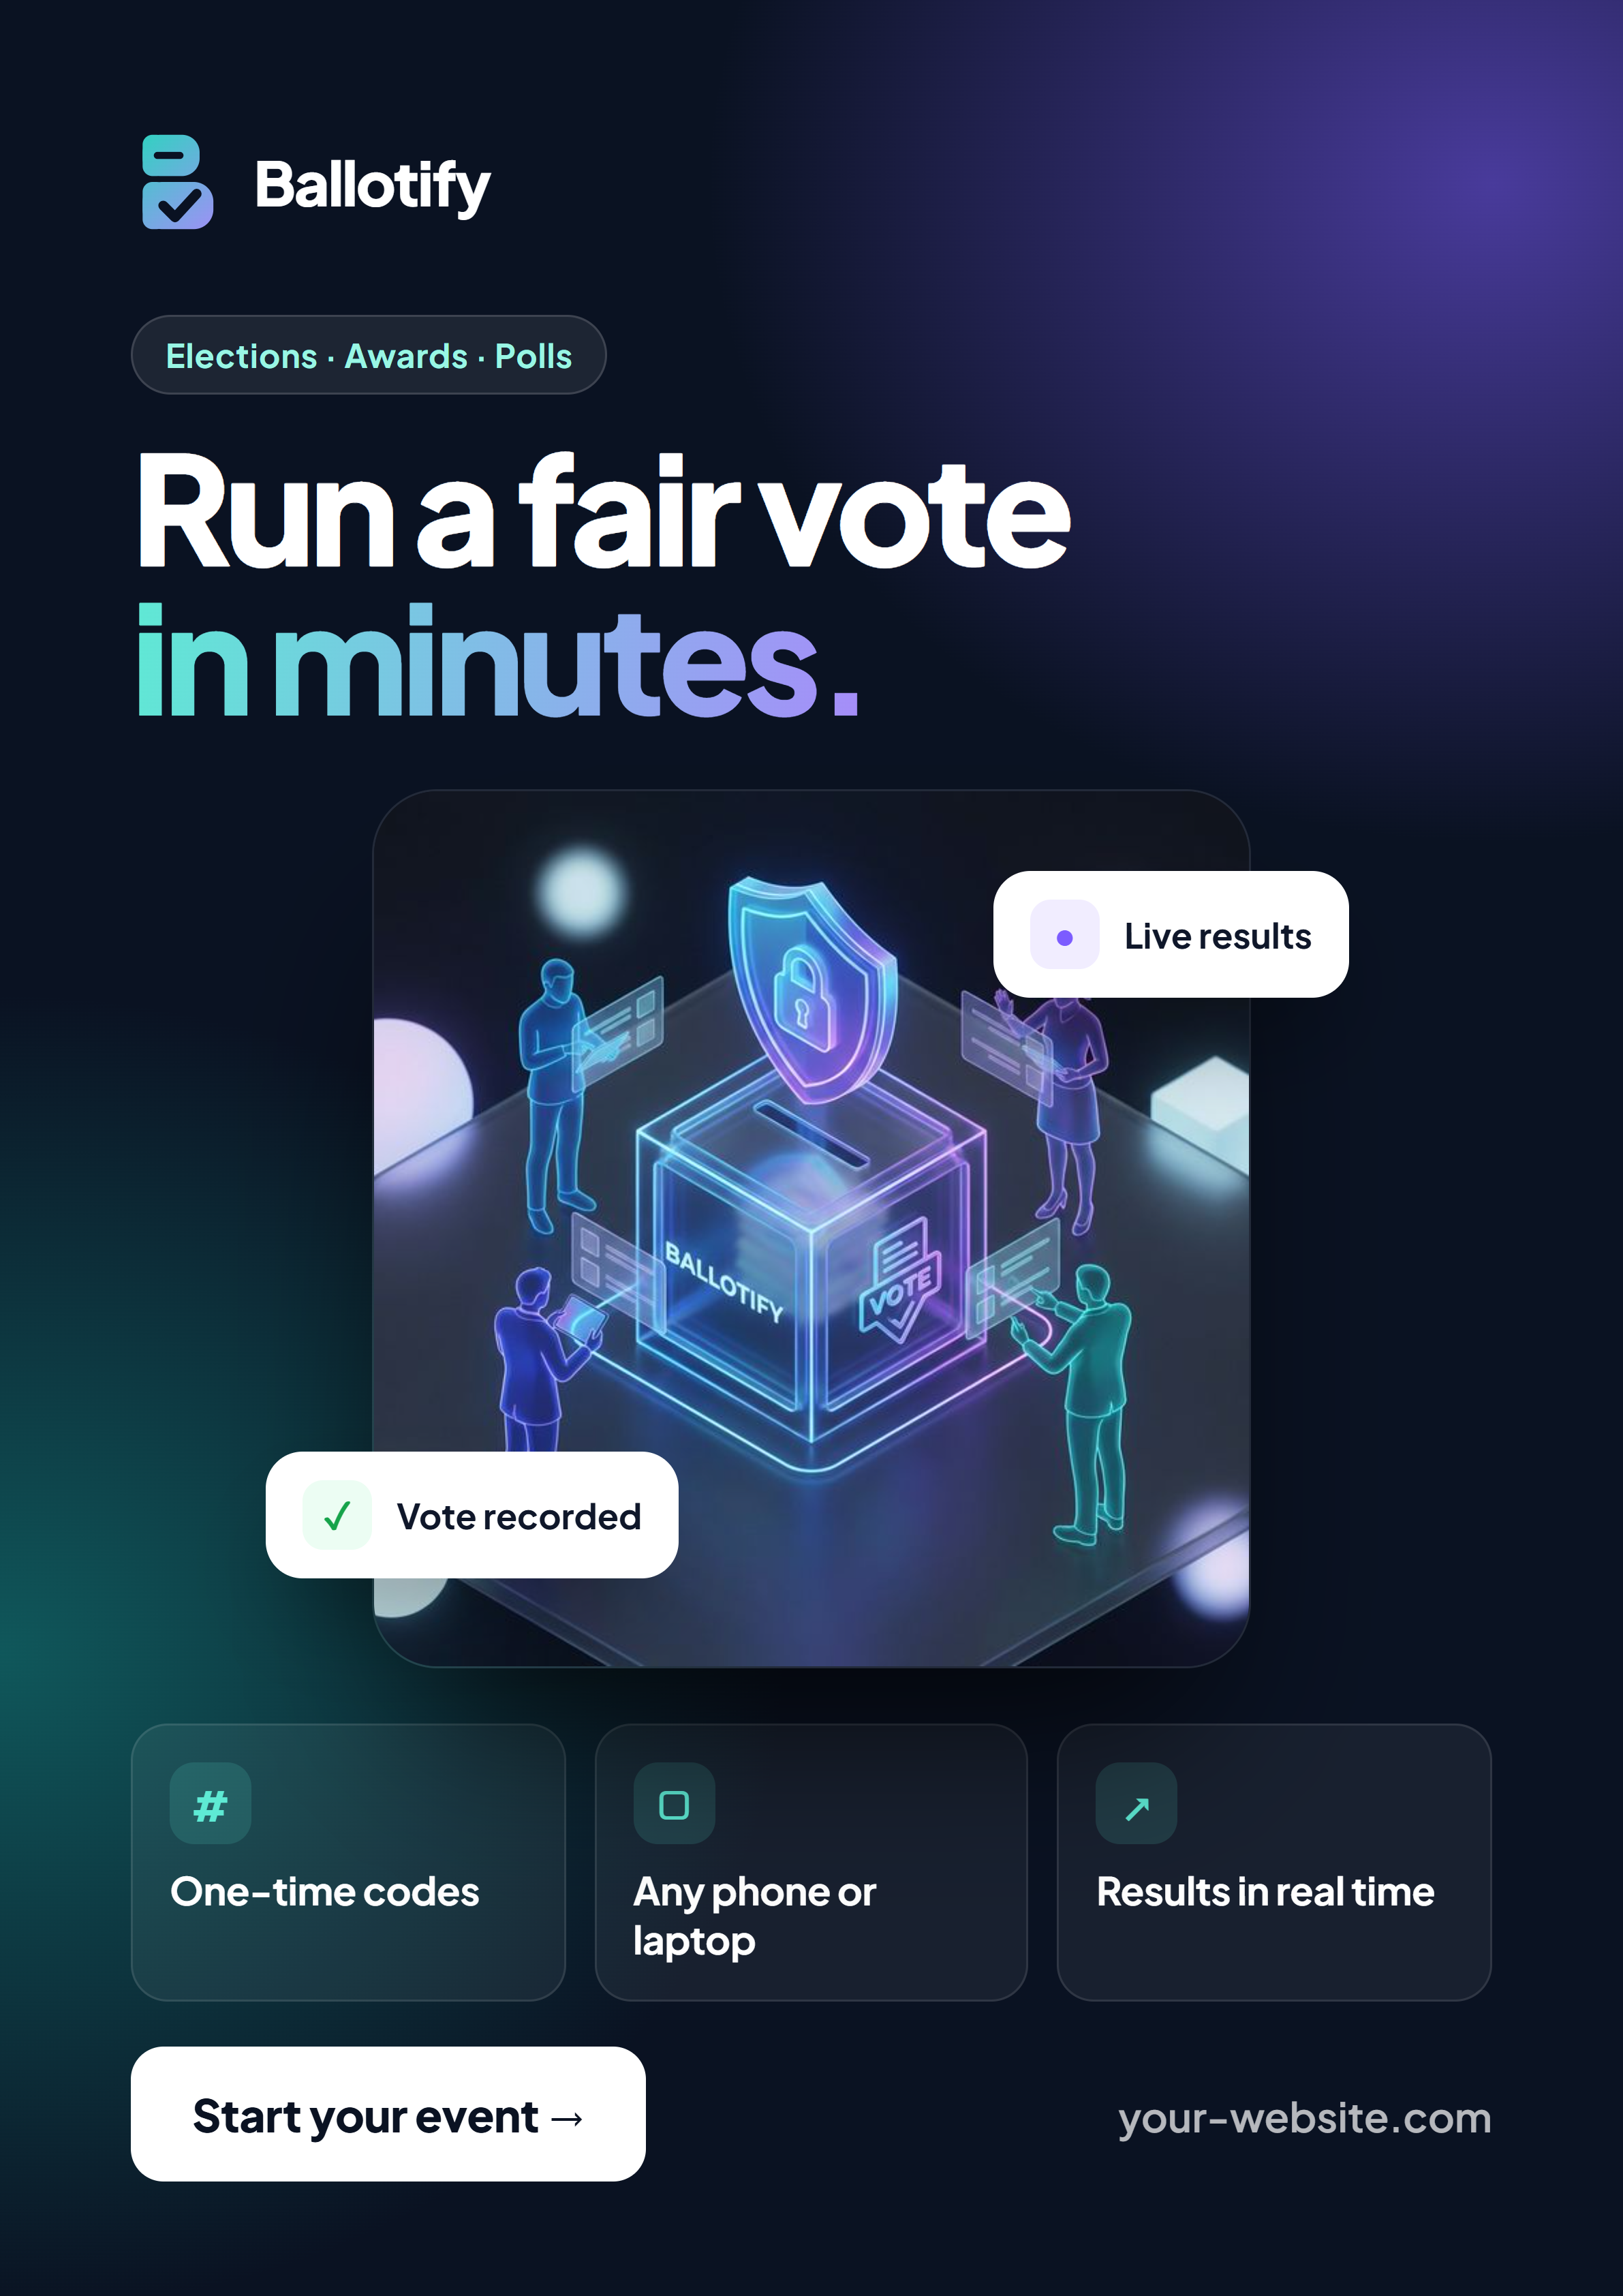 Ballotify
Elections · Awards · Polls
Run a fair vote
in minutes.
Live results
BALLOTIFY
VOTE
✓ Vote recorded
#
One-time codes
Any phone or
laptop
↗
Results in real time
Start your event →
your-website.com